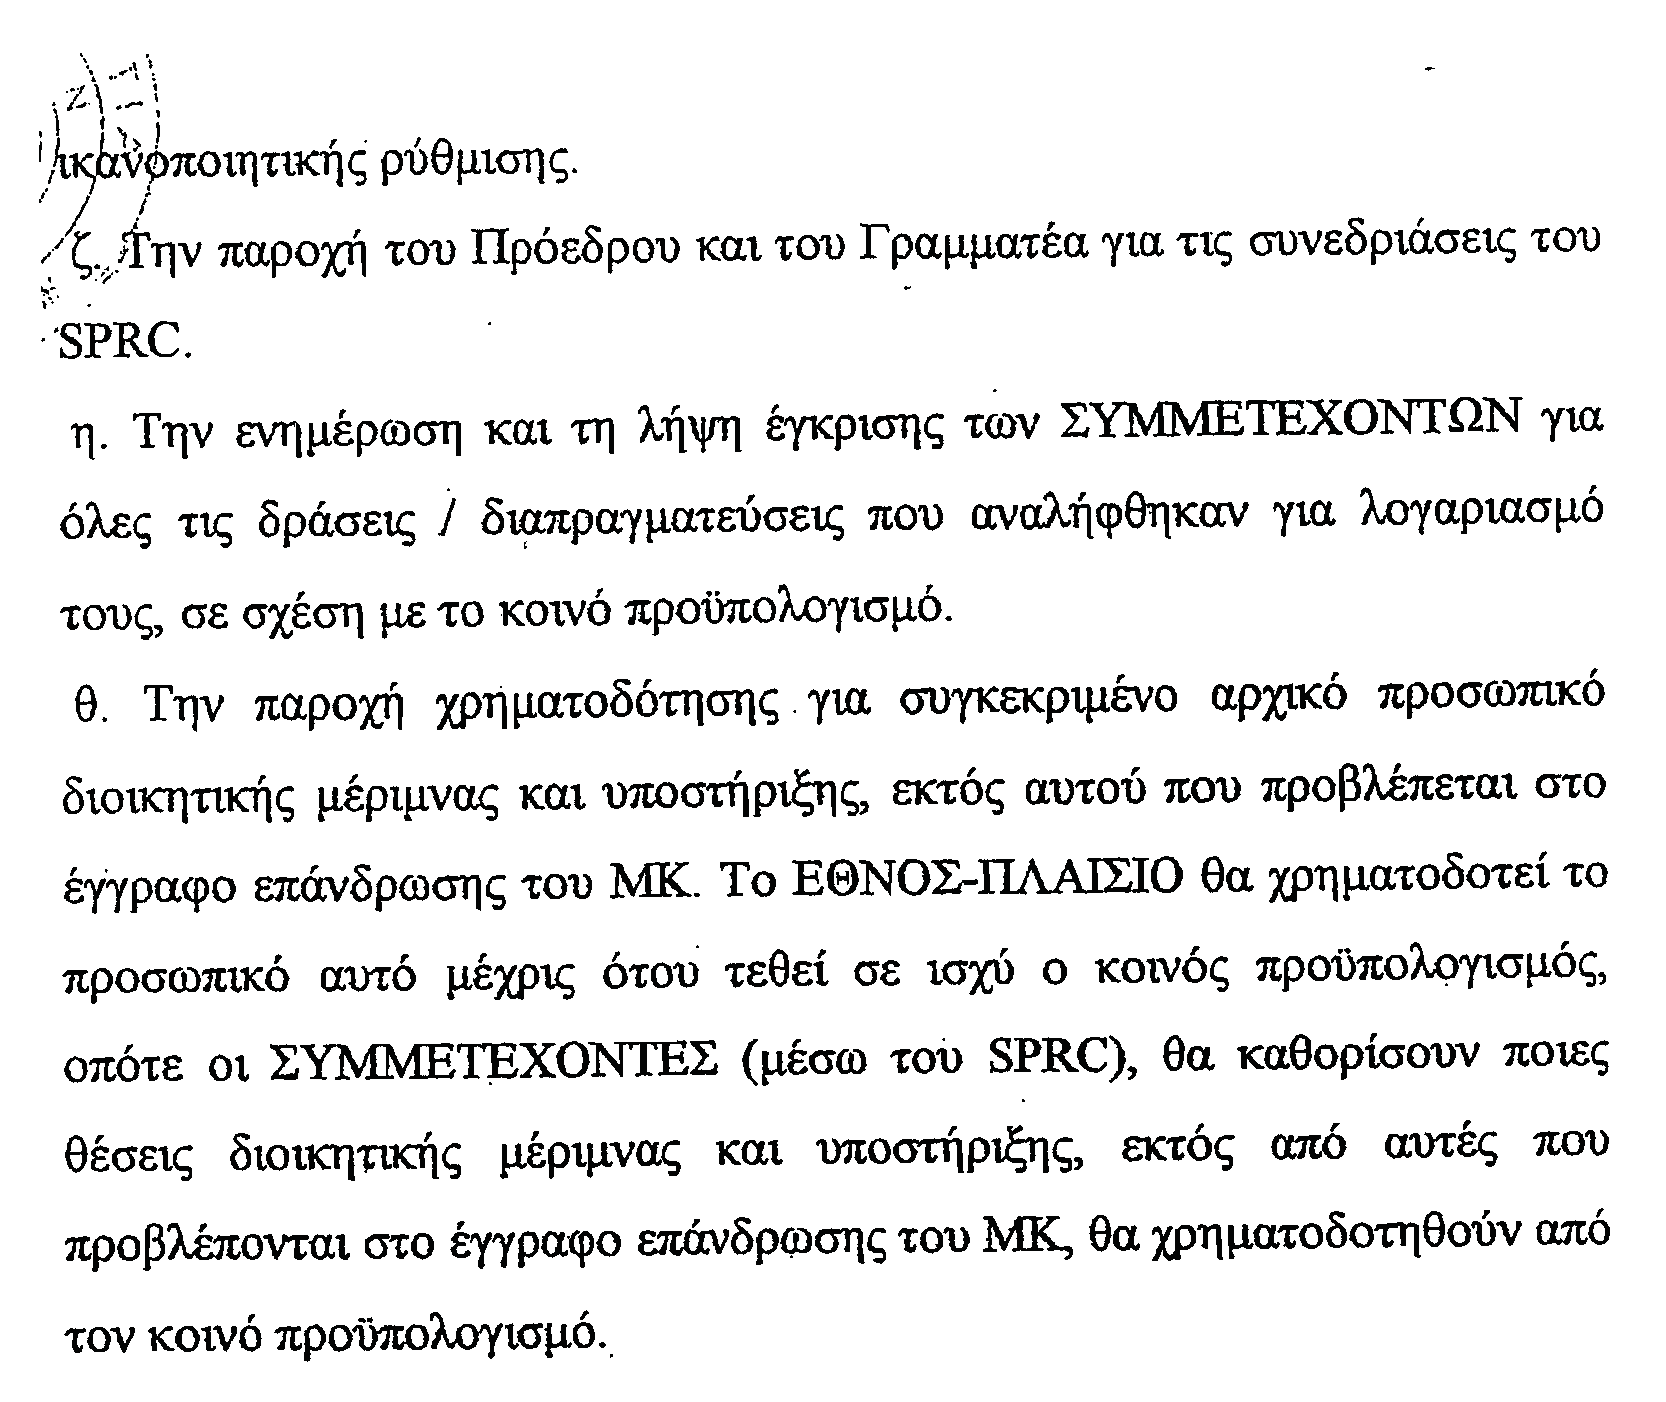 ικανοποιητικής ρύθμισης.
ζ. Την παροχή του Πρόεδρου και του Γραμματέα για τις συνεδριάσεις του
SPRC.
η. Την ενημέρωση και τη λήψη έγκρισης των ΣΥΜΜΕΤΕΧΟΝΤΩΝ για
όλες τις δράσεις / διαπραγματεύσεις που αναλήφθηκαν για λογαριασμό
τους, σε σχέση με το κοινό προϋπολογισμό.
θ. Την παροχή χρηματοδότησης για συγκεκριμένο αρχικό προσωπικό
διοικητικής μέριμνας και υποστήριξης, εκτός αυτού που προβλέπεται στο
έγγραφο επάνδρωσης του ΜΚ. Το ΕΘΝΟΣ-ΠΛΑΙΣΙΟ θα χρηματοδοτεί το
προσωπικό αυτό μέχρις ότου τεθεί σε ισχύ ο κοινός προϋπολογισμός,
οπότε οι ΣΥΜΜΕΤΕΧΟΝΤΕΣ (μέσω του SPRC), θα καθορίσουν ποιες
θέσεις διοικητικής μέριμνας και υποστήριξης, εκτός από αυτές που
προβλέπονται στο έγγραφο επάνδρωσης του ΜΚ, θα χρηματοδοτηθούν από
τον κοινό προϋπολογισμό.